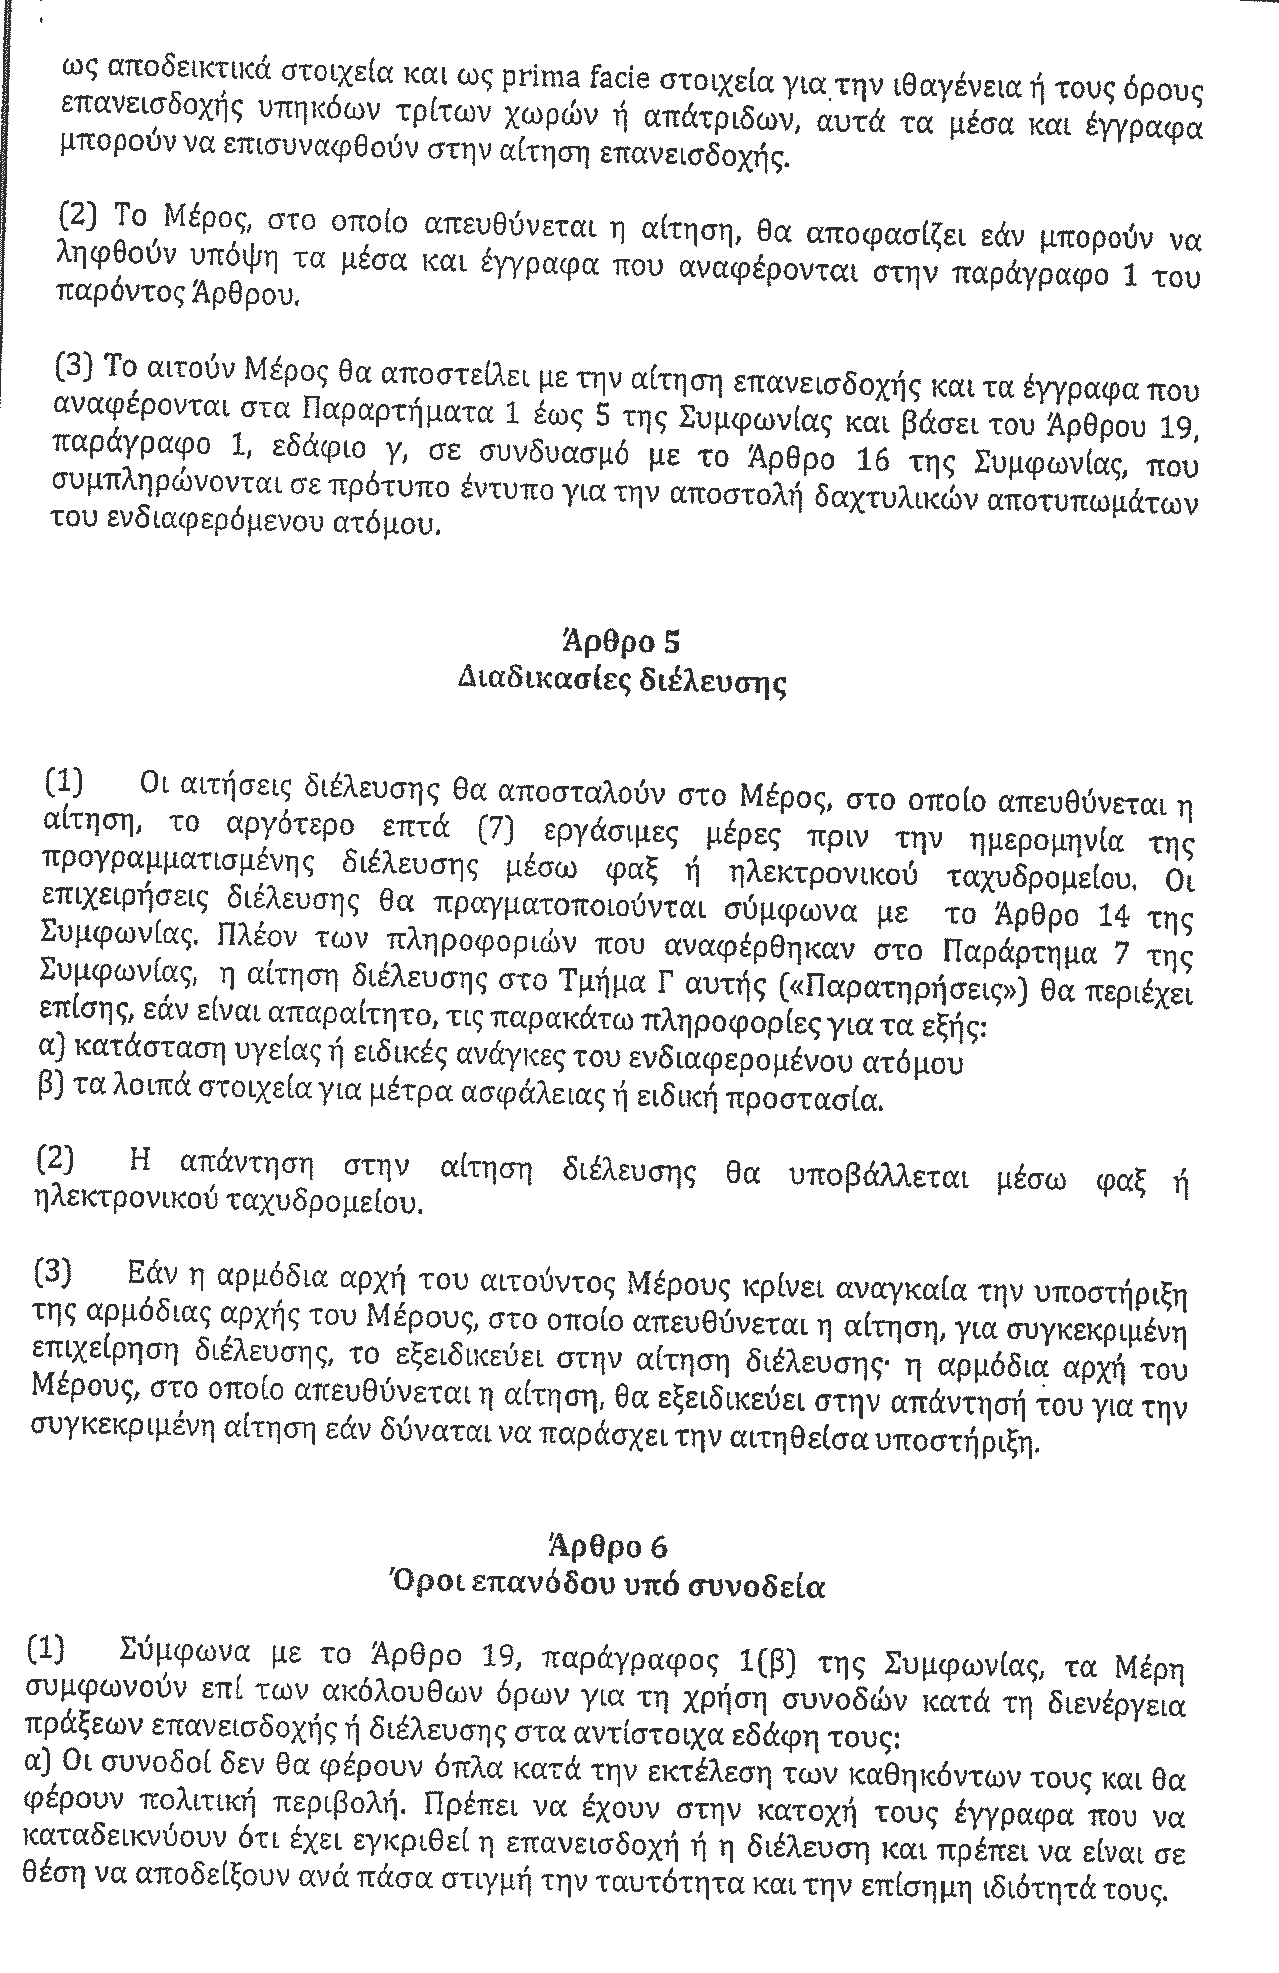 ως αποδεικτικά στοιχεία και ως prima facie στοιχεία για την ιθαγένεια ή τους όρους
επανεισδοχής υπηκόων τρίτων χωρών ή απάτριδων, αυτά τα μέσα και έγγραφα
μπορούν να επισυναφθούν στην αίτηση επανεισδοχής.
(2) Το Μέρος, στο οποίο απευθύνεται η αίτηση, θα αποφασίζει εάν μπορούν να
ληφθούν υπόψη τα μέσα και έγγραφα που αναφέρονται στην παράγραφο 1 του
παρόντος Άρθρου.
(3) Το αιτούν Μέρος θα αποστείλει με την αίτηση επανεισδοχής και τα έγγραφα που
αναφέρονται στα Παραρτήματα 1 έως 5 της Συμφωνίας και βάσει του Άρθρου 19,
παράγραφο 1, εδάφιο γ, σε συνδυασμό με το Άρθρο 16 της Συμφωνίας, που
συμπληρώνονται σε πρότυπο έντυπο για την αποστολή δαχτυλικών αποτυπωμάτων
του ενδιαφερόμενου ατόμου.
Άρθρο 5
Διαδικασίες διέλευσης
(1) Οι αιτήσεις διέλευσης θα αποσταλούν στο Μέρος, στο οποίο απευθύνεται η
αίτηση, το αργότερο επτά (7) εργάσιμες μέρες πριν την ημερομηνία της
προγραμματισμένης διέλευσης μέσω φαξ ή ηλεκτρονικού ταχυδρομείου. Οι
επιχειρήσεις διέλευσης θα πραγματοποιούνται σύμφωνα με το Άρθρο 14 της
Συμφωνίας. Πλέον των πληροφοριών που αναφέρθηκαν στο Παράρτημα 7 της
Συμφωνίας, η αίτηση διέλευσης στο Τμήμα Γ αυτής («Παρατηρήσεις») θα περιέχει
επίσης, εάν είναι απαραίτητο, τις παρακάτω πληροφορίες για τα εξής:
α) κατάσταση υγείας ή ειδικές ανάγκες του ενδιαφερομένου ατόμου
β) τα λοιπά στοιχεία για μέτρα ασφάλειας ή ειδική προστασία.
(2) Η απάντηση στην αίτηση διέλευσης θα υποβάλλεται μέσω φαξ ή
ηλεκτρονικού ταχυδρομείου.
(3) Εάν η αρμόδια αρχή του αιτούντος Μέρους κρίνει αναγκαία την υποστήριξη
της αρμόδιας αρχής του Μέρους, στο οποίο απευθύνεται η αίτηση, για συγκεκριμένη
επιχείρηση διέλευσης, το εξειδικεύει στην αίτηση διέλευσης· η αρμόδια αρχή του
Μέρους, στο οποίο απευθύνεται η αίτηση, θα εξειδικεύει στην απάντησή του για την
συγκεκριμένη αίτηση εάν δύναται να παράσχει την αιτηθείσα υποστήριξη.
Άρθρο 6
Όροι επανόδου υπό συνοδεία
(1) Σύμφωνα με το Άρθρο 19, παράγραφος 1(β) της Συμφωνίας, τα Μέρη
συμφωνούν επί των ακόλουθων όρων για τη χρήση συνοδών κατά τη διενέργεια
πράξεων επανεισδοχής ή διέλευσης στα αντίστοιχα εδάφη τους:
α) Οι συνοδοί δεν θα φέρουν όπλα κατά την εκτέλεση των καθηκόντων τους και θα
φέρουν πολιτική περιβολή. Πρέπει να έχουν στην κατοχή τους έγγραφα που να
καταδεικνύουν ότι έχει εγκριθεί η επανεισδοχή ή η διέλευση και πρέπει να είναι σε
θέση να αποδείξουν ανά πάσα στιγμή την ταυτότητα και την επίσημη ιδιότητά τους.